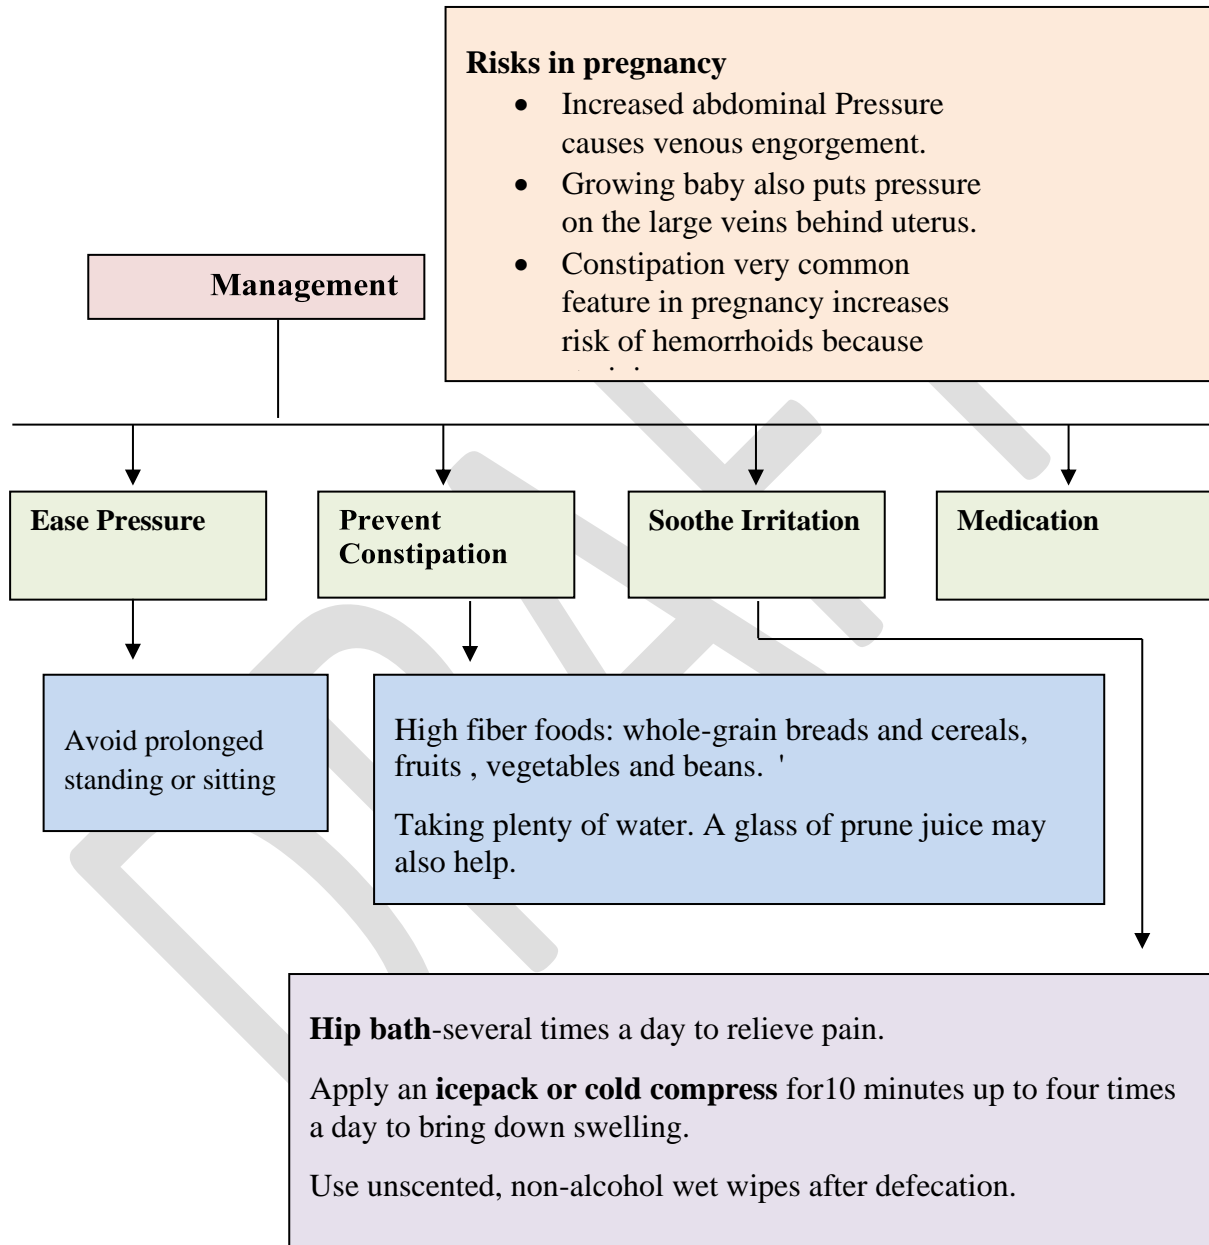 Risks in pregnancy
• Increased abdominal Pressure
causes venous engorgement.
• Growing baby also puts pressure
on the large veins behind uterus.
• Constipation very common
feature in pregnancy increases
risk of hemorrhoids because
Management
Ease Pressure
Prevent
Constipation
Soothe Irritation
Medication
Avoid prolonged
standing or sitting
High fiber foods: whole-grain breads and cereals,
fruits , vegetables and beans. '
Taking plenty of water. A glass of prune juice may
also help.
Hip bath-several times a day to relieve pain.
Apply an icepack or cold compress for10 minutes up to four times
a day to bring down swelling.
Use unscented, non-alcohol wet wipes after defecation.
DRAFT